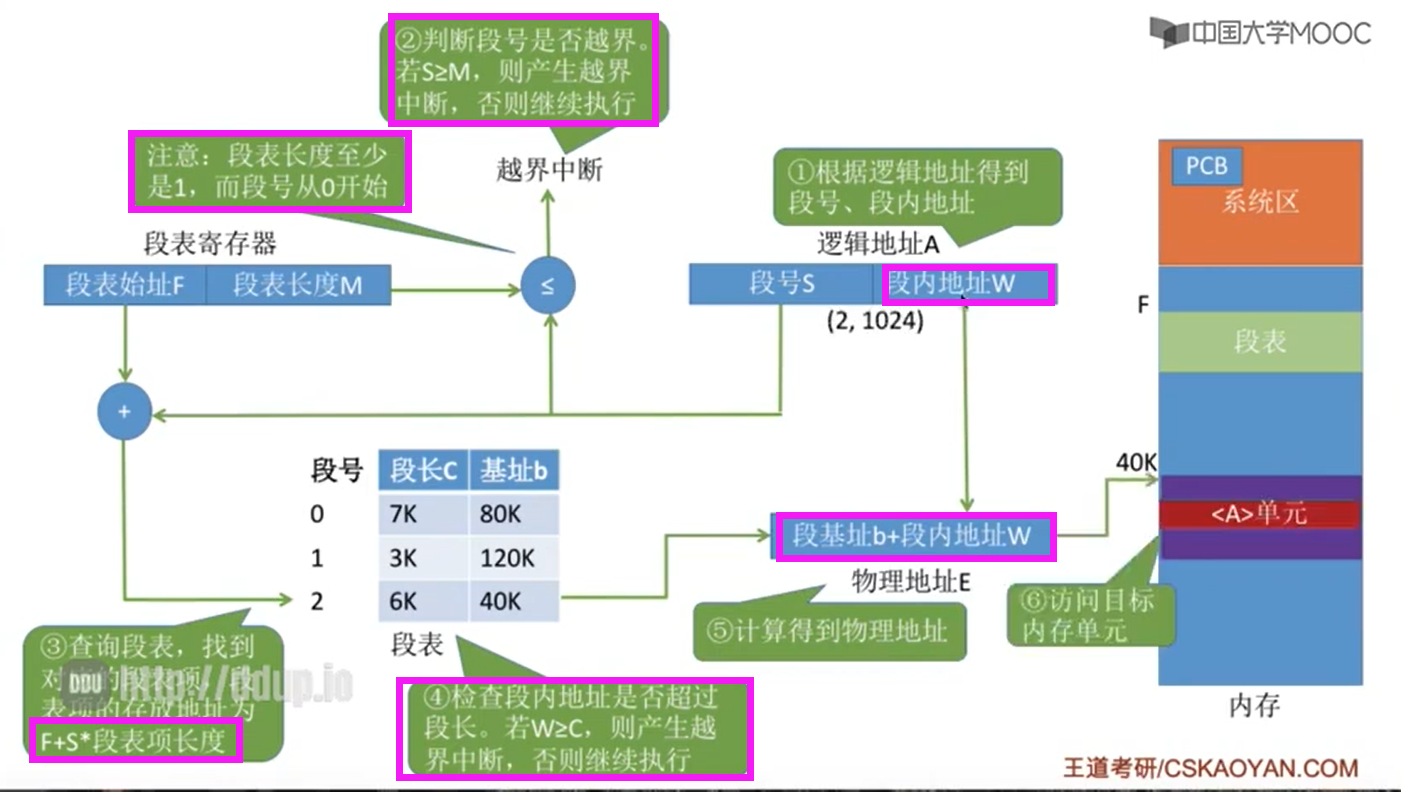 中国大学MOOC
②判断段号是否越界。
若S≥M，则产生越界
中断，否则继续执行
注意：段表长度至少
是1，而段号从0开始
越界中断
①根据逻辑地址得到
段号、段内地址
PCB
系统区
段表寄存器
逻辑地址A
段表始址F 段表长度M
≤
段号S 段内地址W
(2, 1024)
F
段表
+
段号 段长C 基址b
0 7K 80K
1 3K 120K
2 6K 40K
段表
40K
<A>单元
段基址b+段内地址W
物理地址E
⑤计算得到物理地址
⑥访问目标
内存单元
③查询段表，找到
对的段表项
表项的存放地址为
F+S*段表项长度
DDU http://ddup.io
④检查段内地址是否超过
段长。若W≥C，则产生越
界中断，否则继续执行
内存
王道考研/CSKAOYAN.COM